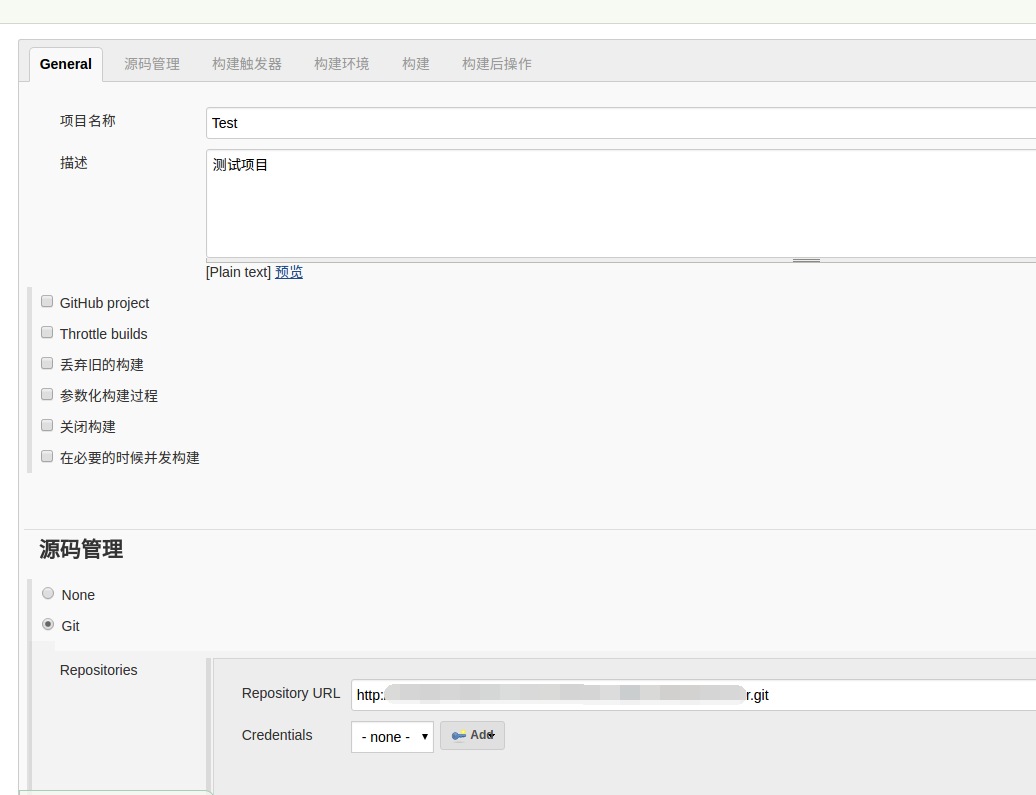 General 源码管理 构建触发器 构建环境 构建 构建后操作
项目名称 Test
描述 测试项目
[Plain text] 预览
GitHub project
Throttle builds
丢弃旧的构建
参数化构建过程
关闭构建
在必要的时候并发构建
源码管理
None
Git
Repositories
Repository URL http: r.git
Credentials - none - Add